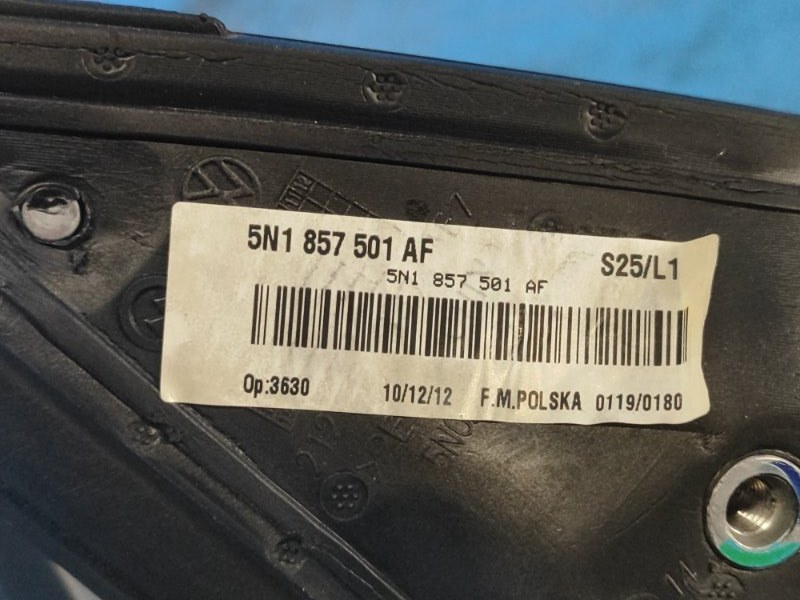 5N1 857 501 AF
S25/L1
5N1 857 501 AF
Op:3630 10/12/12 F.M.POLSKA 0119/0180